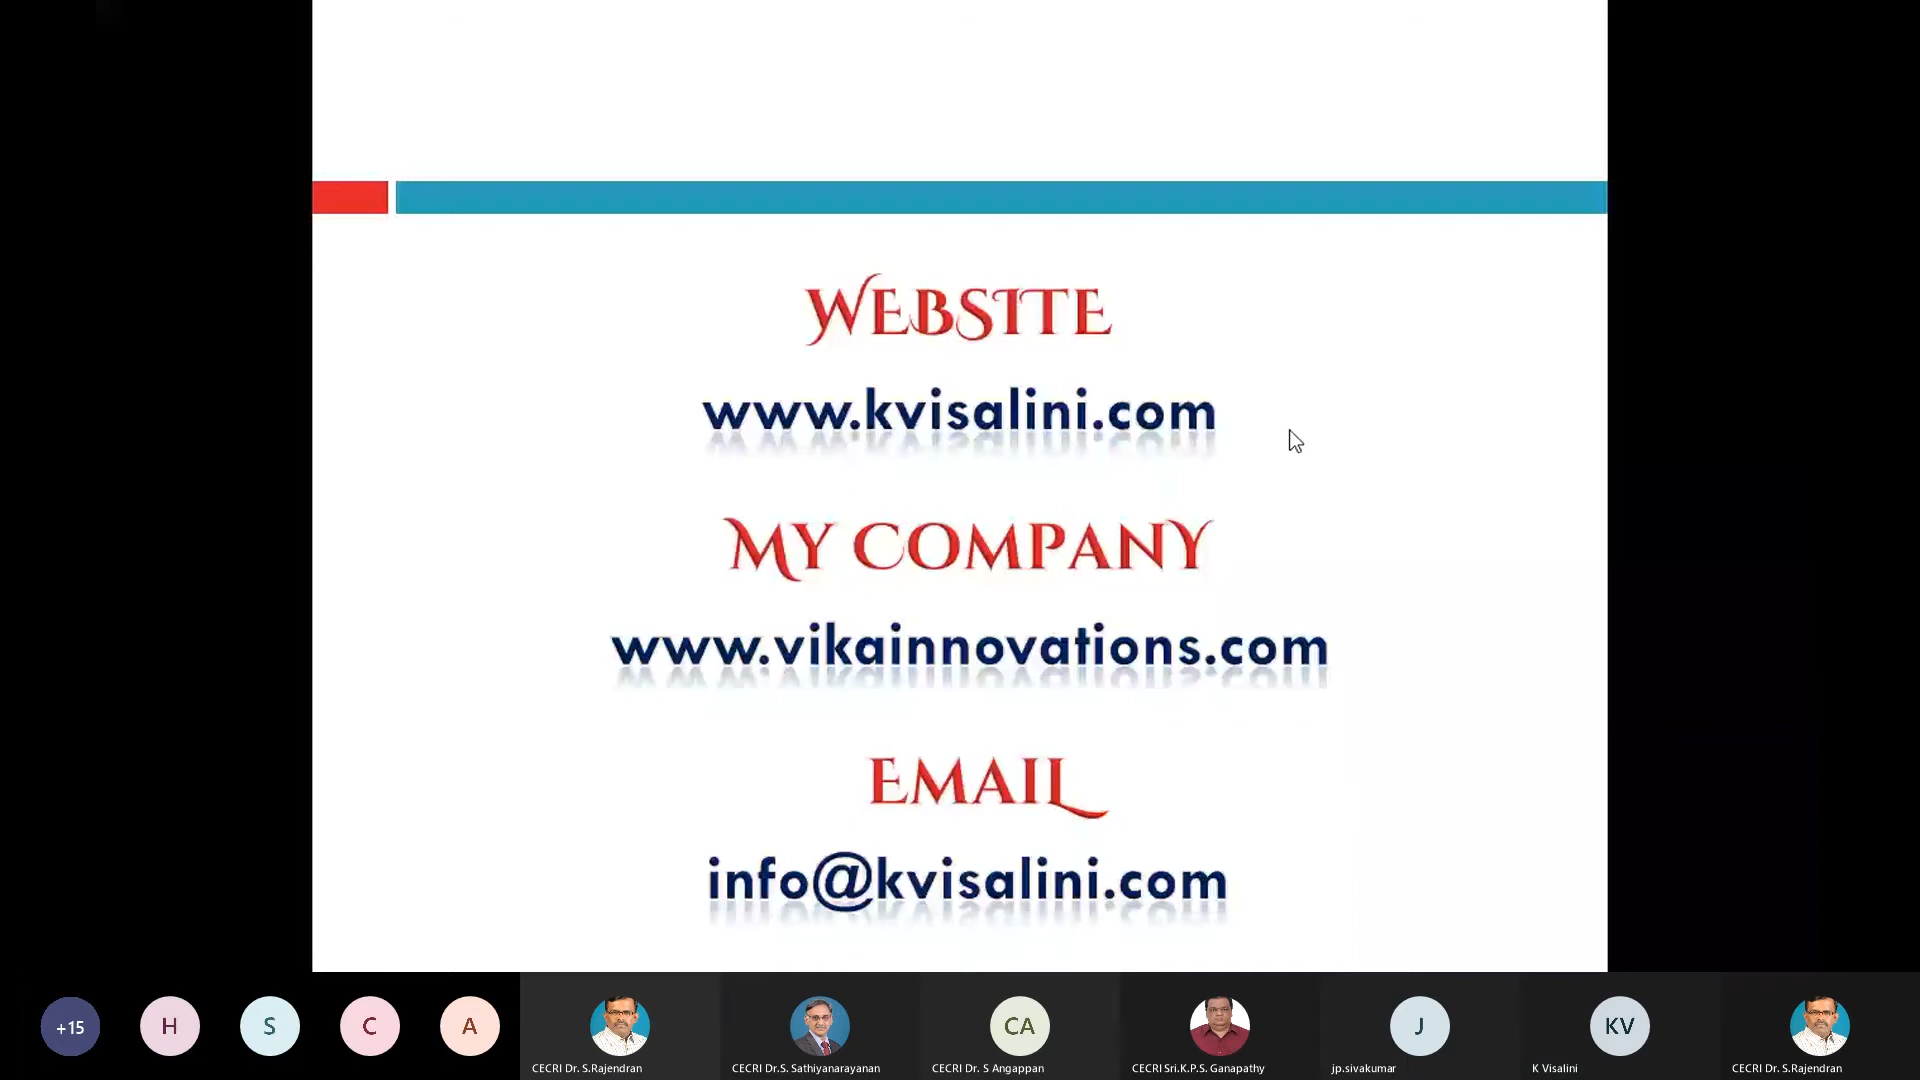 WEBSITE
www.kvisalini.com
MY COMPANY
www.vikainnovations.com
EMAIL
info@kvisalini.com
+15
H
S
C
A
CA
J
KV
CECRI Dr. S.Rajendran
CECRI Dr.S. Sathiyanarayanan
CECRI Dr. S Angappan
CECRI Sri.K.P.S. Ganapathy
jp.sivakumar
K Visalini
CECRI Dr. S.Rajendran